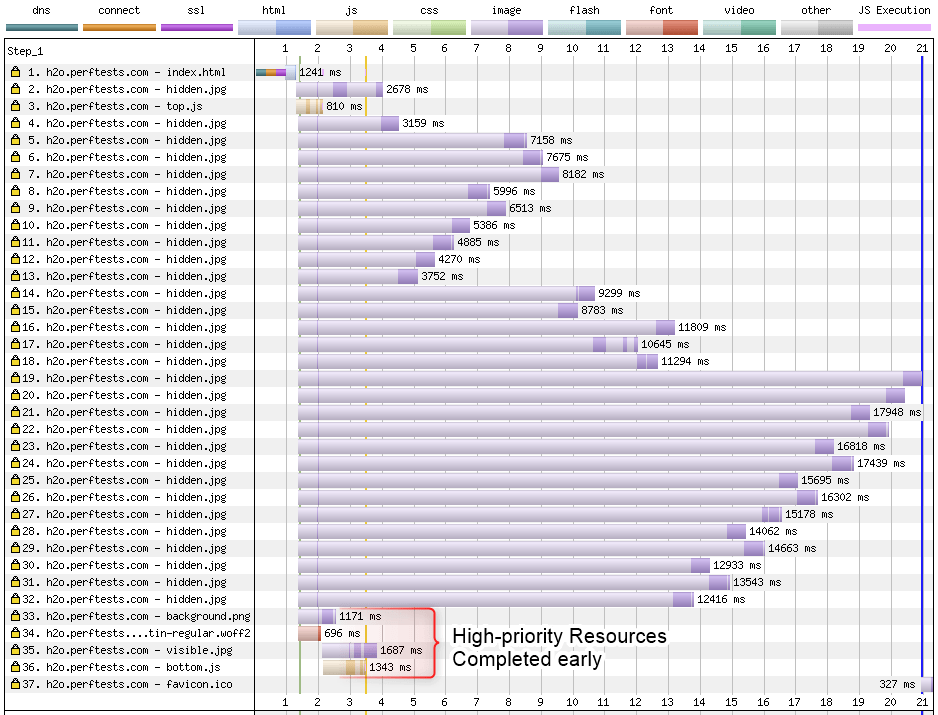 dns connect ssl html js css image flash font video other JS Execution
Step_1 1 2 3 4 5 6 7 8 9 10 11 12 13 14 15 16 17 18 19 20 21
1. h2o.perftests.com - index.html 1241 ms
2. h2o.perftests.com - hidden.jpg 2678 ms
3. h2o.perftests.com - top.js 810 ms
4. h2o.perftests.com - hidden.jpg 3159 ms
5. h2o.perftests.com - hidden.jpg 7158 ms
6. h2o.perftests.com - hidden.jpg 7675 ms
7. h2o.perftests.com - hidden.jpg 8182 ms
8. h2o.perftests.com - hidden.jpg 5996 ms
9. h2o.perftests.com - hidden.jpg 6513 ms
10. h2o.perftests.com - hidden.jpg 5386 ms
11. h2o.perftests.com - hidden.jpg 4885 ms
12. h2o.perftests.com - hidden.jpg 4270 ms
13. h2o.perftests.com - hidden.jpg 3752 ms
14. h2o.perftests.com - hidden.jpg 9299 ms
15. h2o.perftests.com - hidden.jpg 8783 ms
16. h2o.perftests.com - hidden.jpg 11809 ms
17. h2o.perftests.com - hidden.jpg 10645 ms
18. h2o.perftests.com - hidden.jpg 11294 ms
19. h2o.perftests.com - hidden.jpg
20. h2o.perftests.com - hidden.jpg
21. h2o.perftests.com - hidden.jpg 17948 ms
22. h2o.perftests.com - hidden.jpg
23. h2o.perftests.com - hidden.jpg 16818 ms
24. h2o.perftests.com - hidden.jpg 17439 ms
25. h2o.perftests.com - hidden.jpg 15695 ms
26. h2o.perftests.com - hidden.jpg 16302 ms
27. h2o.perftests.com - hidden.jpg 15178 ms
28. h2o.perftests.com - hidden.jpg 14062 ms
29. h2o.perftests.com - hidden.jpg 14663 ms
30. h2o.perftests.com - hidden.jpg 12933 ms
31. h2o.perftests.com - hidden.jpg 13543 ms
32. h2o.perftests.com - hidden.jpg 12416 ms
33. h2o.perftests.com - background.png 1171 ms
34. h2o.perftests....tin-regular.woff2 696 ms
35. h2o.perftests.com - visible.jpg 1687 ms
36. h2o.perftests.com - bottom.js 1343 ms
High-priority Resources
Completed early
37. h2o.perftests.com - favicon.ico 327 ms
1 2 3 4 5 6 7 8 9 10 11 12 13 14 15 16 17 18 19 20 21